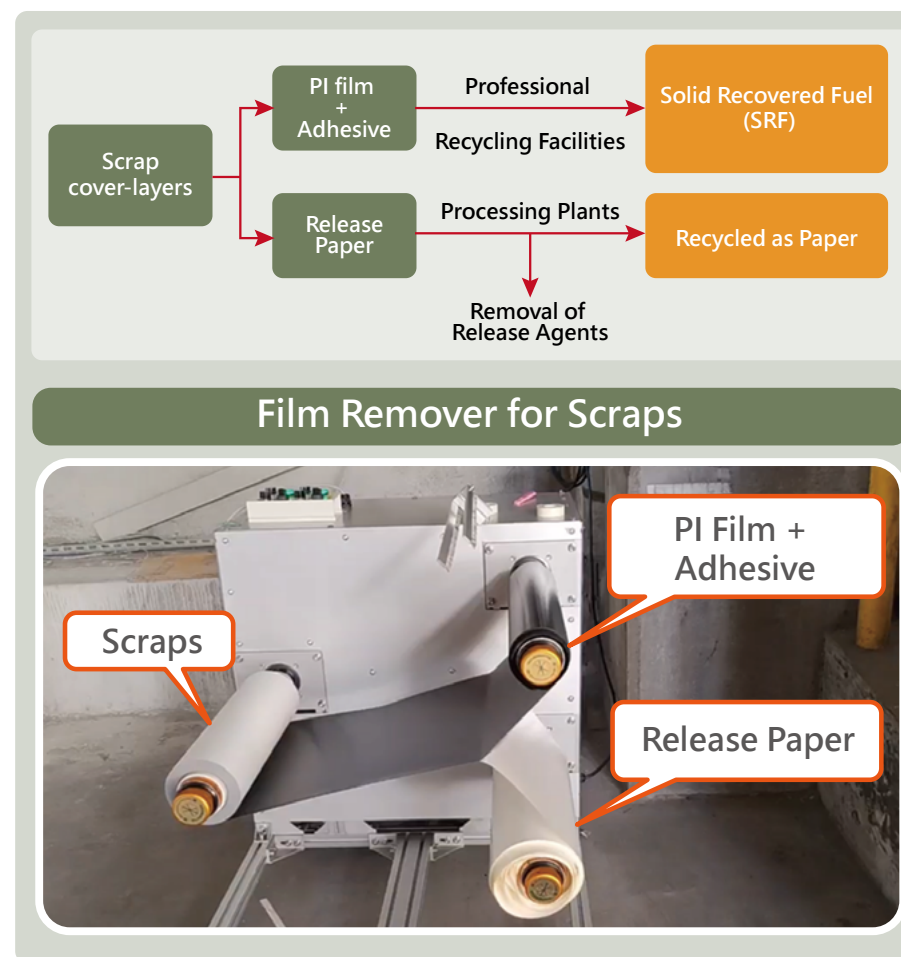 Scrap
cover-layers
PI film
+
Adhesive
Professional
Recycling Facilities
Solid Recovered Fuel
(SRF)
Release
Paper
Processing Plants
Recycled as Paper
Removal of
Release Agents
Film Remover for Scraps
Scraps
PI Film +
Adhesive
Release Paper